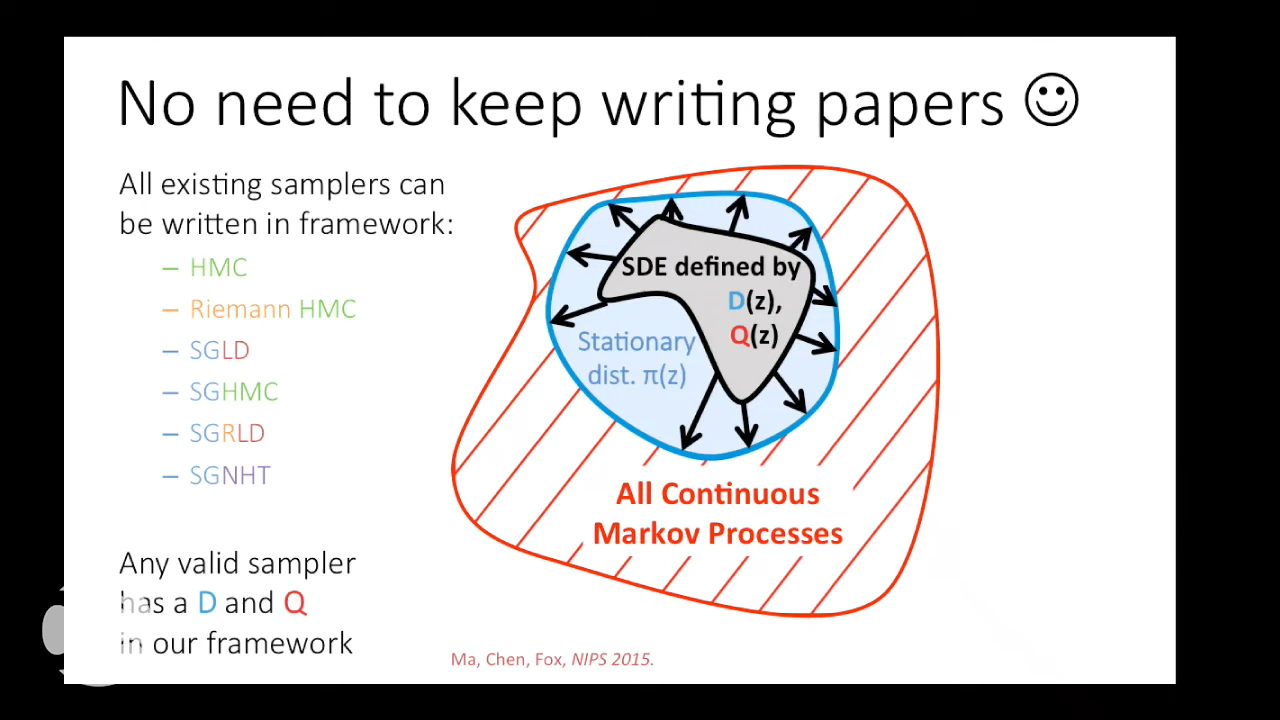 No need to keep writing papers ☺
All existing samplers can
be written in framework:
– HMC
– Riemann HMC
– SGLD
– SGHMC
– SGRLD
– SGNHT
Any valid sampler
has a D and Q
in our framework
SDE defined by
D(z),
Q(z)
Stationary
dist. π(z)
All Continuous
Markov Processes
Ma, Chen, Fox, NIPS 2015.